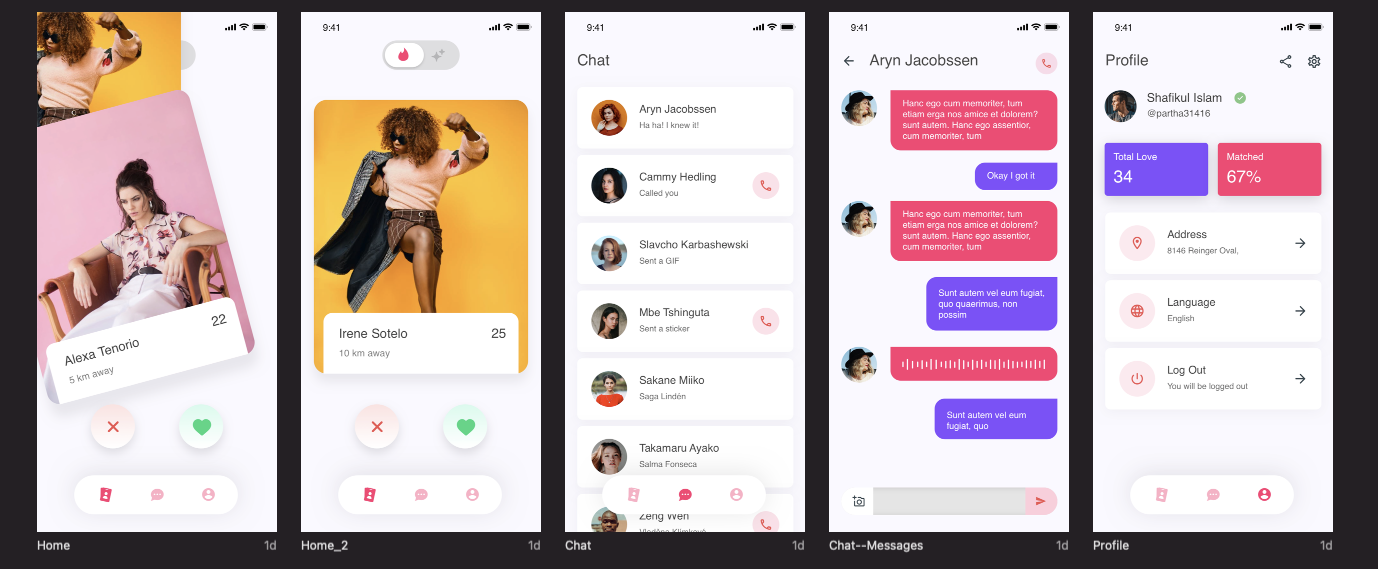 Alexa Tenorio
22
5 km away
Home
1d
9:41
Irene Sotelo
25
10 km away
Home_2
1d
9:41
Chat
Aryn Jacobssen
Ha ha! I knew it!
Cammy Hedling
Called you
Slavcho Karbashewski
Sent a GIF
Mbe Tshinguta
Sent a sticker
Sakane Miiko
Saga Lindén
Takamaru Ayako
Salma Fonseca
Zeng Wen
Chat
1d
9:41
Aryn Jacobssen
Hanc ego cum memoriter, tum
etiam erga nos amice et dolorem?
sunt autem. Hanc ego assentior,
cum memoriter, tum
Okay I got it
Hanc ego cum memoriter, tum
etiam erga nos amice et dolorem?
sunt autem. Hanc ego assentior,
cum memoriter, tum
Sunt autem vel eum fugiat,
quo quaerimus, non
possim
Sunt autem vel eum
fugiat, quo
Chat--Messages
1d
9:41
Profile
Shafikul Islam
@partha31416
Total Love
34
Matched
67%
Address
8146 Reinger Oval,
Language
English
Log Out
You will be logged out
Profile
1d